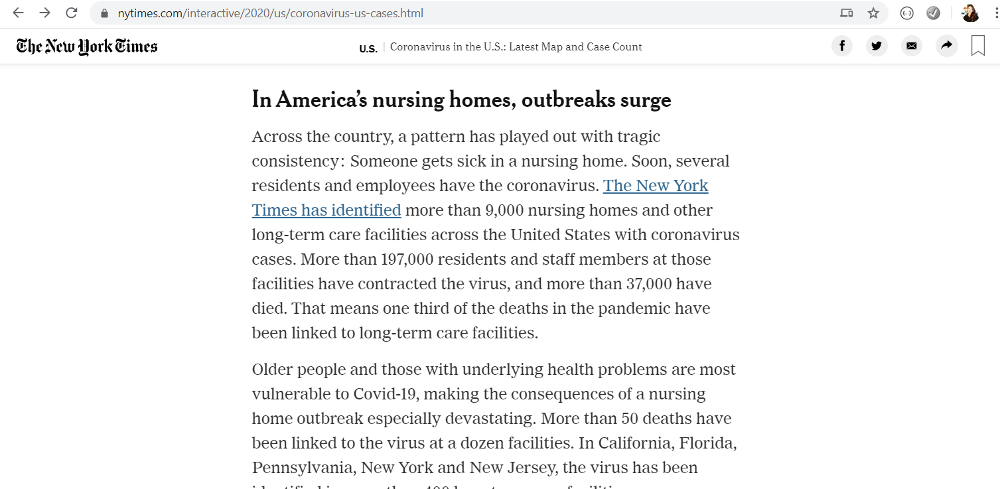 nytimes.com/interactive/2020/us/coronavirus-us-cases.html
The New York Times
U.S. Coronavirus in the U.S.: Latest Map and Case Count
In America’s nursing homes, outbreaks surge
Across the country, a pattern has played out with tragic
consistency: Someone gets sick in a nursing home. Soon, several
residents and employees have the coronavirus. The New York
Times has identified more than 9,000 nursing homes and other
long-term care facilities across the United States with coronavirus
cases. More than 197,000 residents and staff members at those
facilities have contracted the virus, and more than 37,000 have
died. That means one third of the deaths in the pandemic have
been linked to long-term care facilities.
Older people and those with underlying health problems are most
vulnerable to Covid-19, making the consequences of a nursing
home outbreak especially devastating. More than 50 deaths have
been linked to the virus at a dozen facilities. In California, Florida,
Pennsylvania, New York and New Jersey, the virus has been